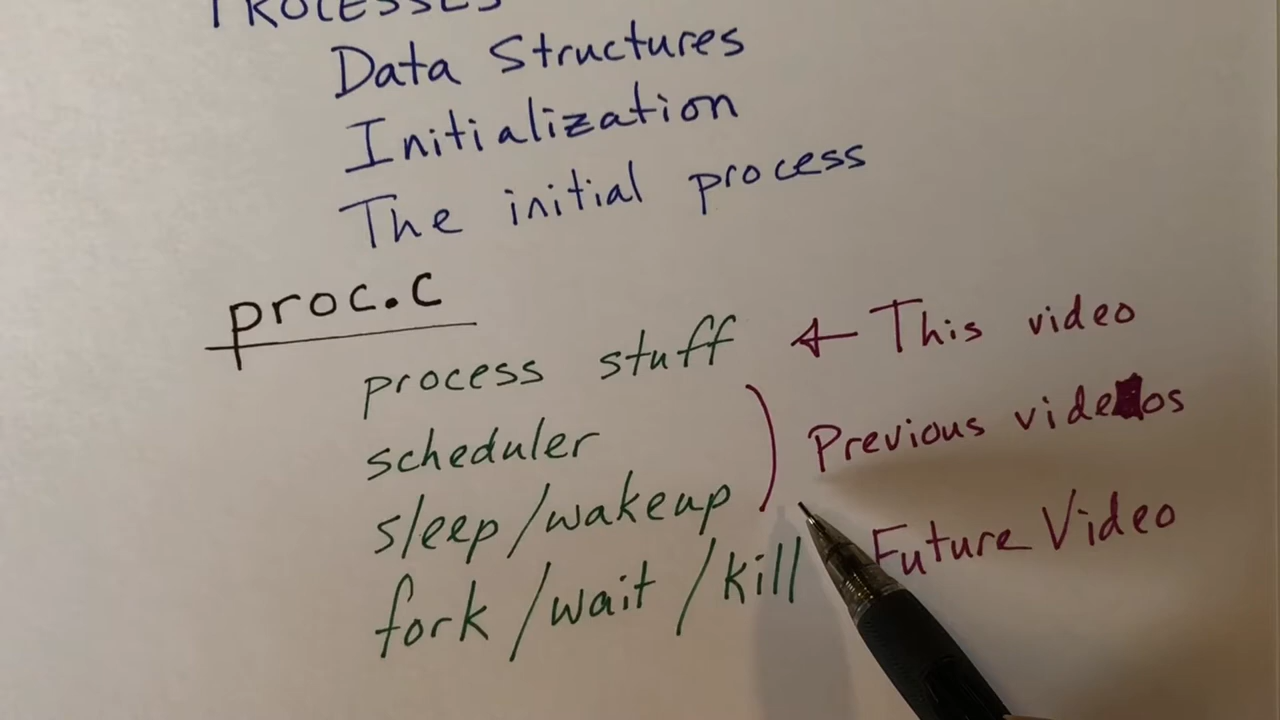 PROCESSES
Data Structures
Initialization
The initial process
proc.c
process stuff ← This video
scheduler
Previous videos
sleep/wakeup
fork/wait/kill Future Video